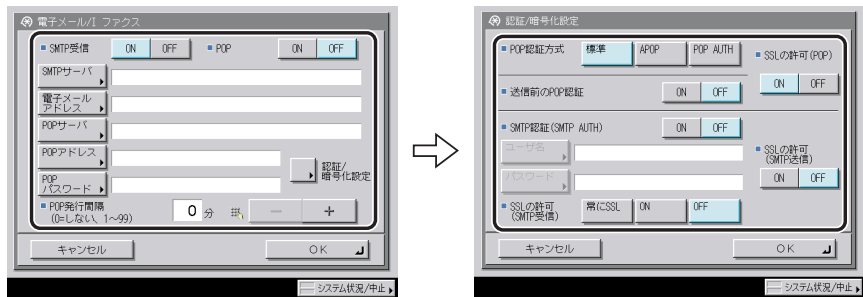 電子メール/I ファクス
SMTP受信 ON OFF POP ON OFF
SMTPサーバ
電子メール
アドレス
POPサーバ
POPアドレス
POP
パスワード
認証/
暗号化設定
POP発行間隔
(0=しない、1~99)
0 分 - +
キャンセル OK
システム状況/中止
認証/暗号化設定
POP認証方式 標準 APOP POP AUTH
SSLの許可(POP)
ON OFF
送信前のPOP認証 ON OFF
SMTP認証(SMTP AUTH) ON OFF
ユーザ名
パスワード
SSLの許可
(SMTP送信)
ON OFF
SSLの許可
(SMTP受信)
常にSSL ON OFF
キャンセル OK
システム状況/中止